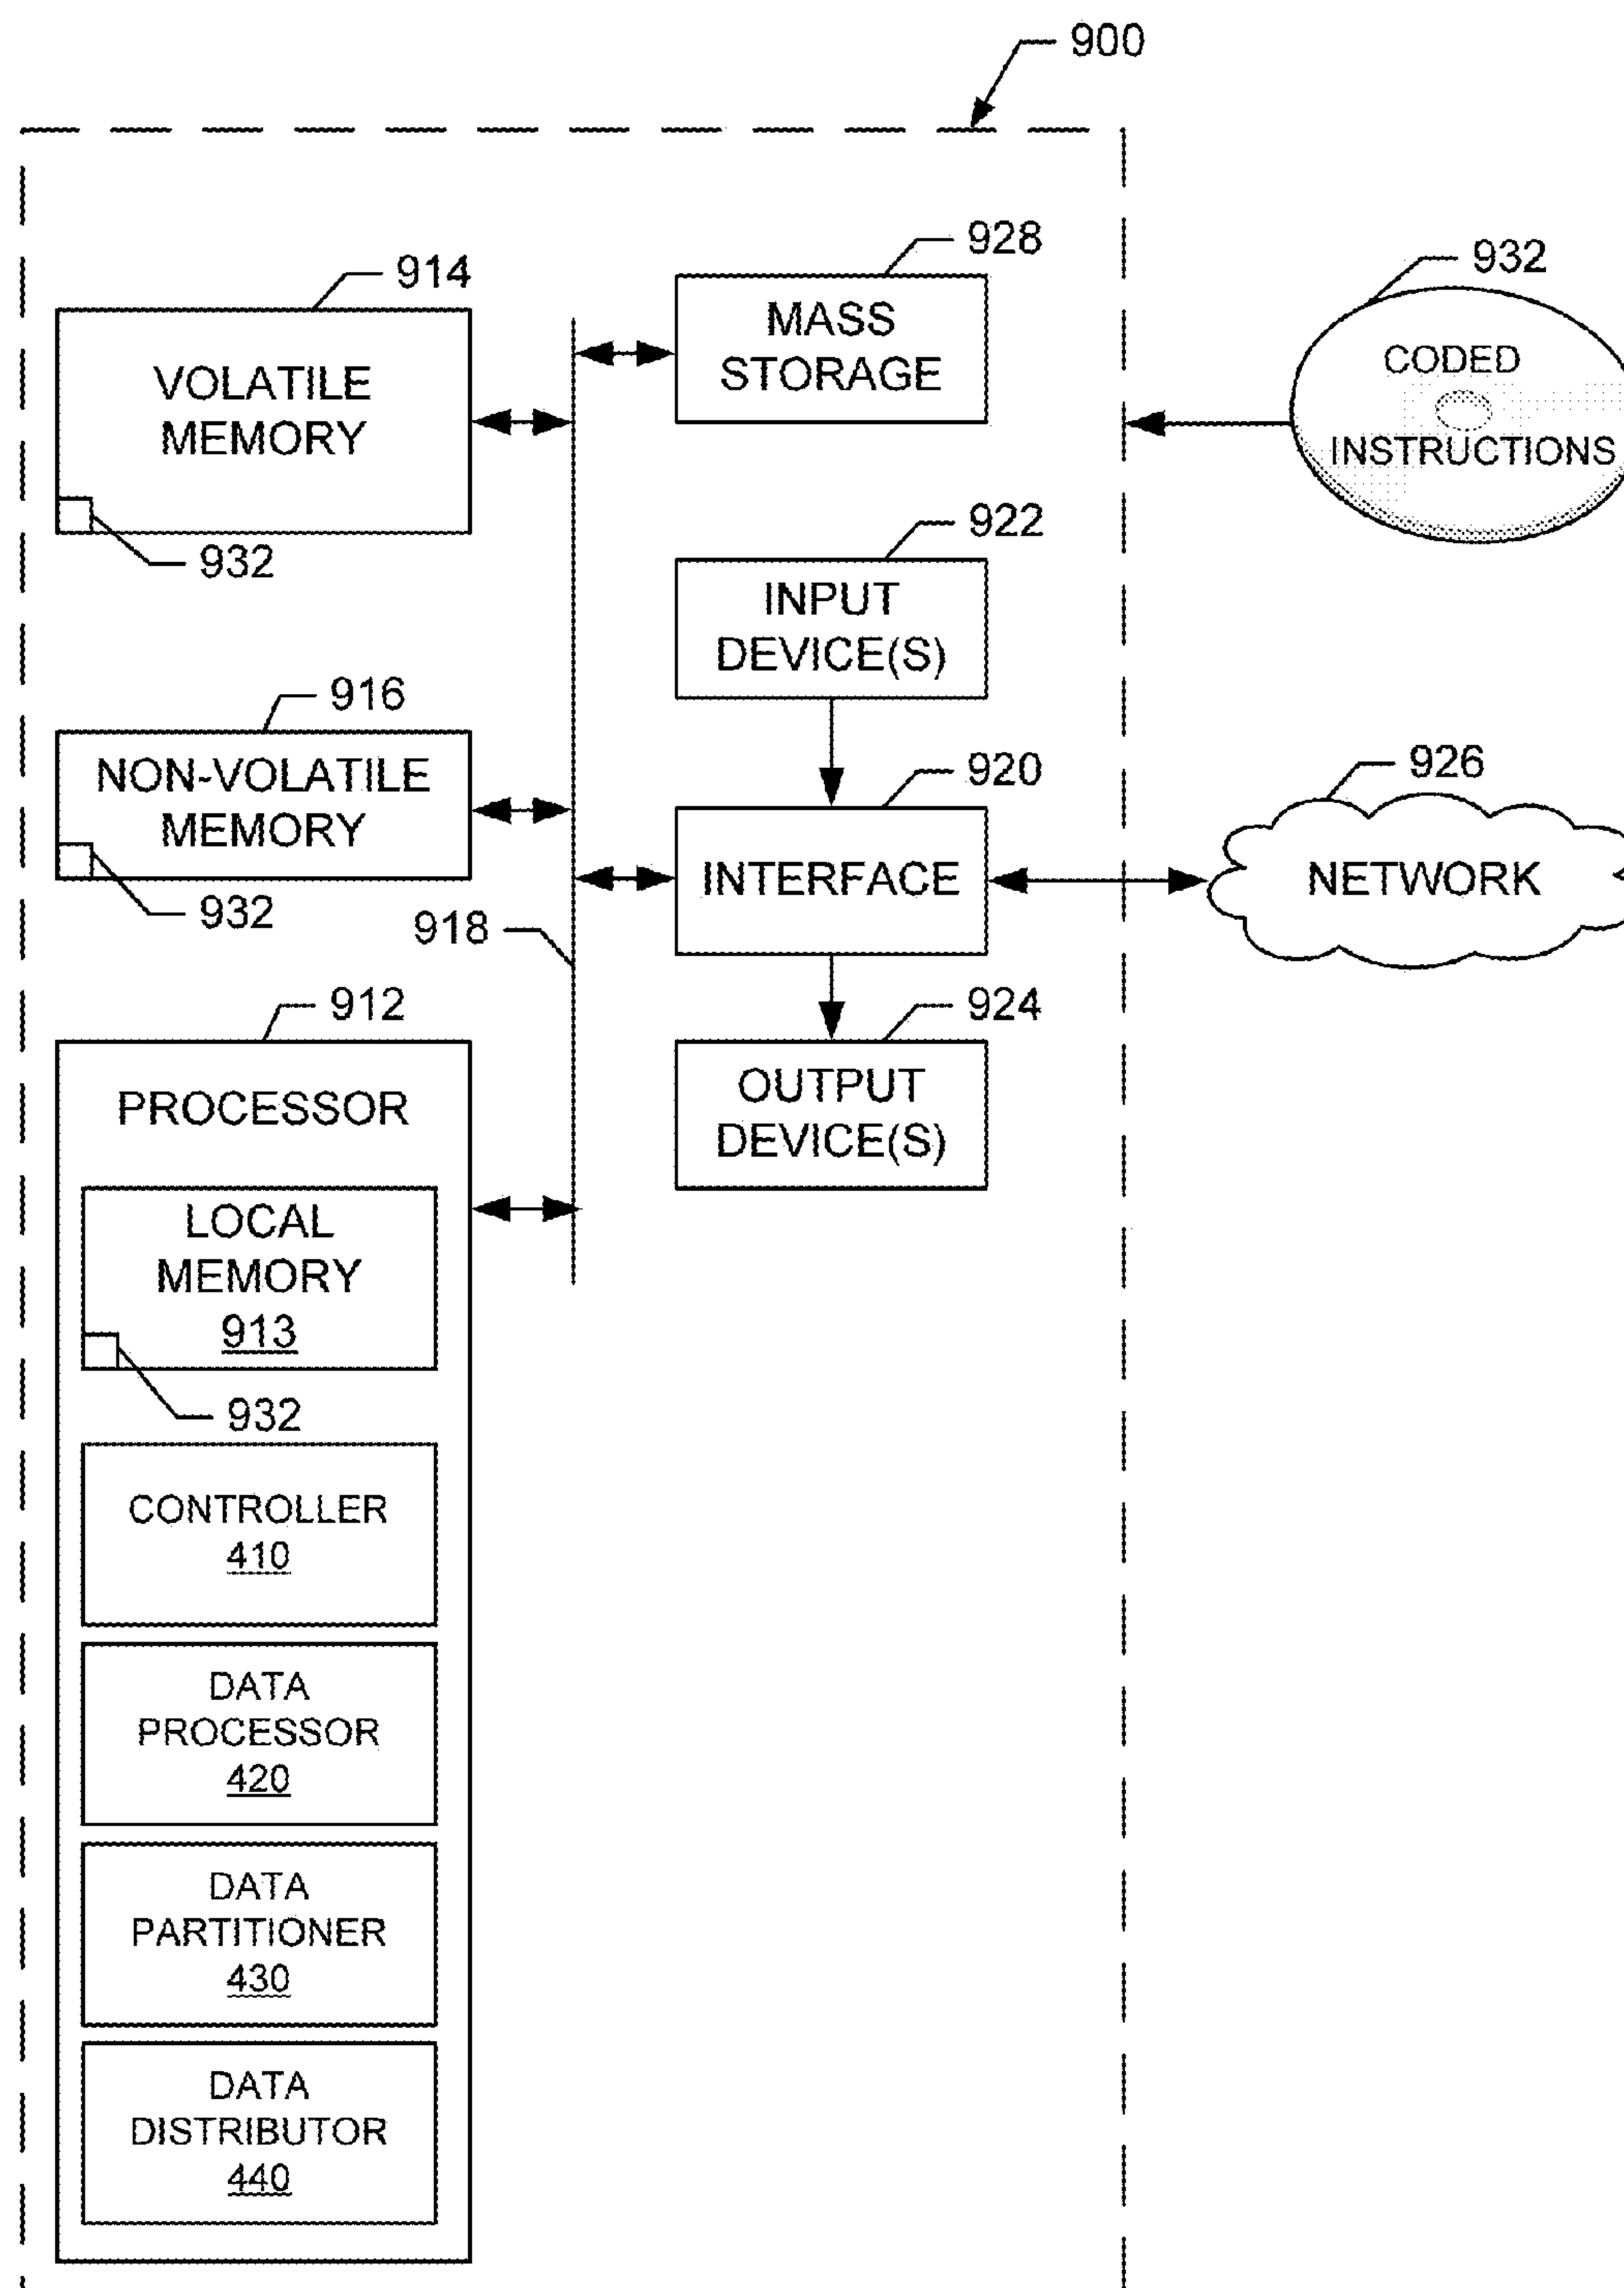 900
914
VOLATILE
MEMORY
932
928
MASS
STORAGE
932
CODED
INSTRUCTIONS
922
INPUT
DEVICE(S)
916
NON-VOLATILE
MEMORY
932
918
920
INTERFACE
926
NETWORK
924
OUTPUT
DEVICE(S)
912
PROCESSOR
LOCAL
MEMORY
913
932
CONTROLLER
410
DATA
PROCESSOR
420
DATA
PARTITIONER
430
DATA
DISTRIBUTOR
440